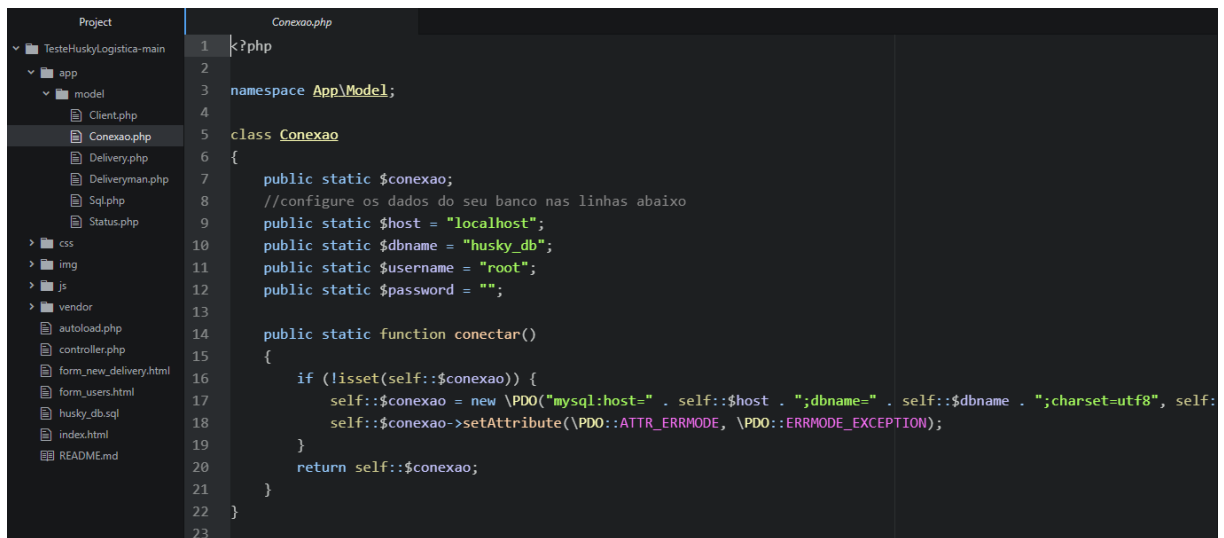 Project
TesteHuskyLogistica-main
app
model
Client.php
Conexao.php
Delivery.php
Deliveryman.php
Sql.php
Status.php
css
img
js
vendor
autoload.php
controller.php
form_new_delivery.html
form_users.html
husky_db.sql
index.html
README.md
Conexao.php
1 <?php
2
3 namespace App\Model;
4
5 class Conexao
6 {
7 public static $conexao;
8 //configure os dados do seu banco nas linhas abaixo
9 public static $host = "localhost";
10 public static $dbname = "husky_db";
11 public static $username = "root";
12 public static $password = "";
13
14 public static function conectar()
15 {
16 if (!isset(self::$conexao)) {
17 self::$conexao = new \PDO("mysql:host=" . self::$host . ";dbname=" . self::$dbname . ";charset=utf8", self:
18 self::$conexao->setAttribute(\PDO::ATTR_ERRMODE, \PDO::ERRMODE_EXCEPTION);
19 }
20 return self::$conexao;
21 }
22 }
23